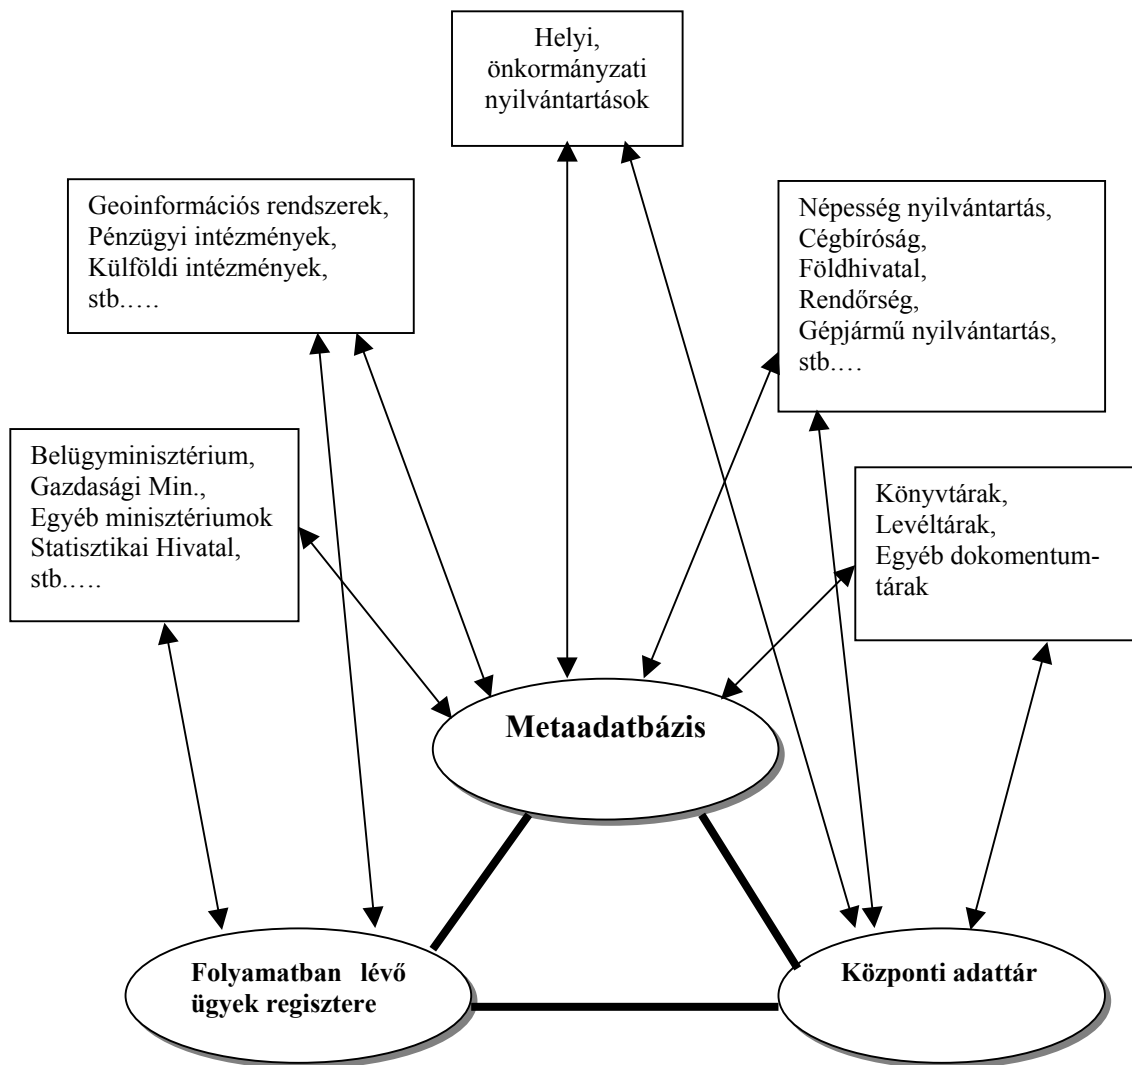 Helyi,
önkormányzati
nyilvántartások
Geoinformációs rendszerek,
Pénzügyi intézmények,
Külföldi intézmények,
stb.….
Népesség nyilvántartás,
Cégbíróság,
Földhivatal,
Rendőrség,
Gépjármű nyilvántartás,
stb.…
Belügyminisztérium,
Gazdasági Min.,
Egyéb minisztériumok
Statisztikai Hivatal,
stb.….
Könyvtárak,
Levéltárak,
Egyéb dokomentum-
tárak
Metaadatbázis
Folyamatban lévő
ügyek regisztere
Központi adattár